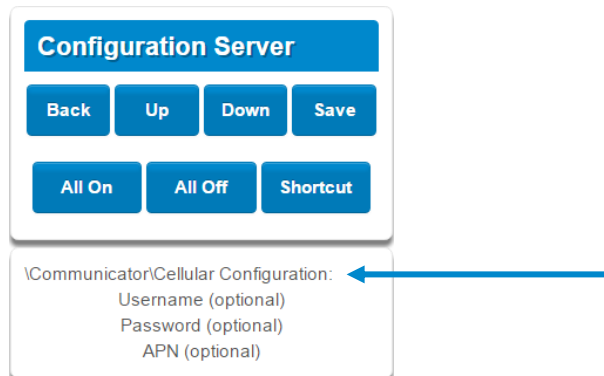 Configuration Server
Back Up Down Save
All On All Off Shortcut
\Communicator\Cellular Configuration:
Username (optional)
Password (optional)
APN (optional)